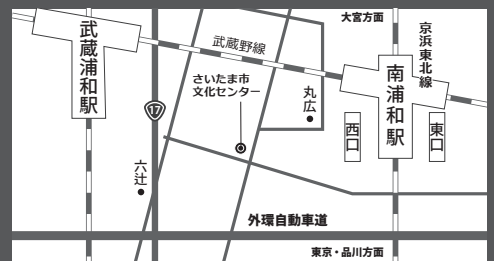 大宮方面
京浜東北線
武蔵浦和駅
武蔵野線
さいたま市
文化センター
丸広
南浦和駅
西口
東口
17
六辻
外環自動車道
東京・品川方面